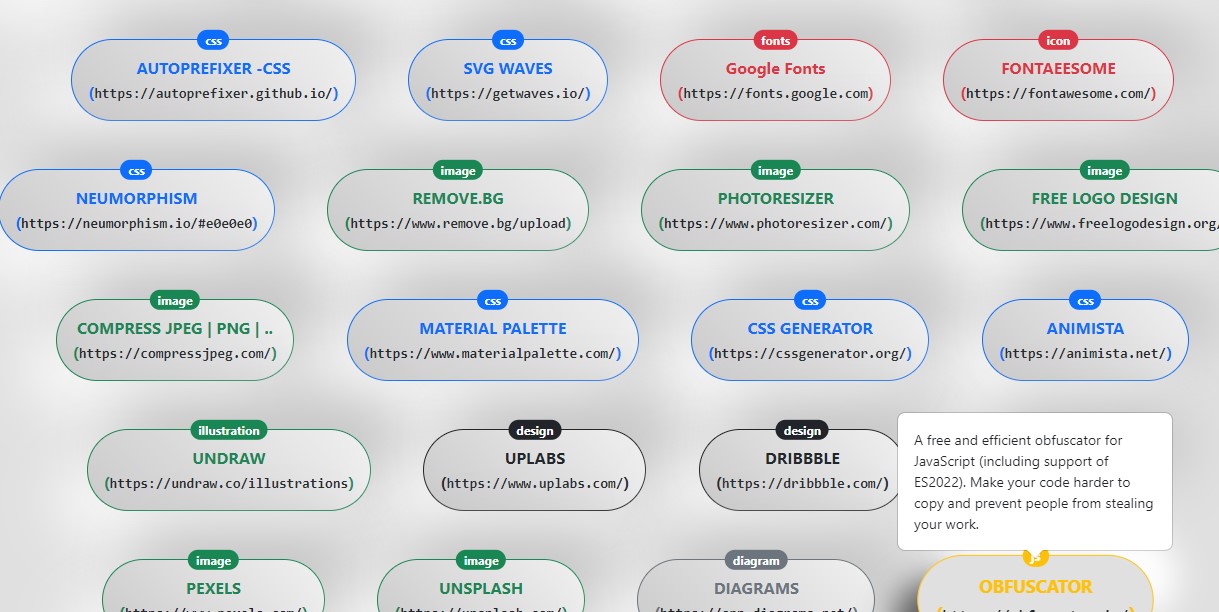 css
AUTOPREFIXER -CSS
(https://autoprefixer.github.io/)
css
SVG WAVES
(https://getwaves.io/)
fonts
Google Fonts
(https://fonts.google.com)
icon
FONTAEESOME
(https://fontawesome.com/)
css
NEUMORPHISM
(https://neumorphism.io/#e0e0e0)
image
REMOVE.BG
(https://www.remove.bg/upload)
image
PHOTORESIZER
(https://www.photoresizer.com/)
image
FREE LOGO DESIGN
(https://www.freelogodesign.org/
image
COMPRESS JPEG | PNG | ..
(https://compressjpeg.com/)
css
MATERIAL PALETTE
(https://www.materialpalette.com/)
css
CSS GENERATOR
(https://cssgenerator.org/)
css
ANIMISTA
(https://animista.net/)
illustration
UNDRAW
(https://undraw.co/illustrations)
design
UPLABS
(https://www.uplabs.com/)
design
DRIBBBLE
(https://dribbble.com/)
A free and efficient obfuscator for
JavaScript (including support of
ES2022). Make your code harder to
copy and prevent people from stealing
your work.
image
PEXELS
image
UNSPLASH
diagram
DIAGRAMS
OBFUSCATOR